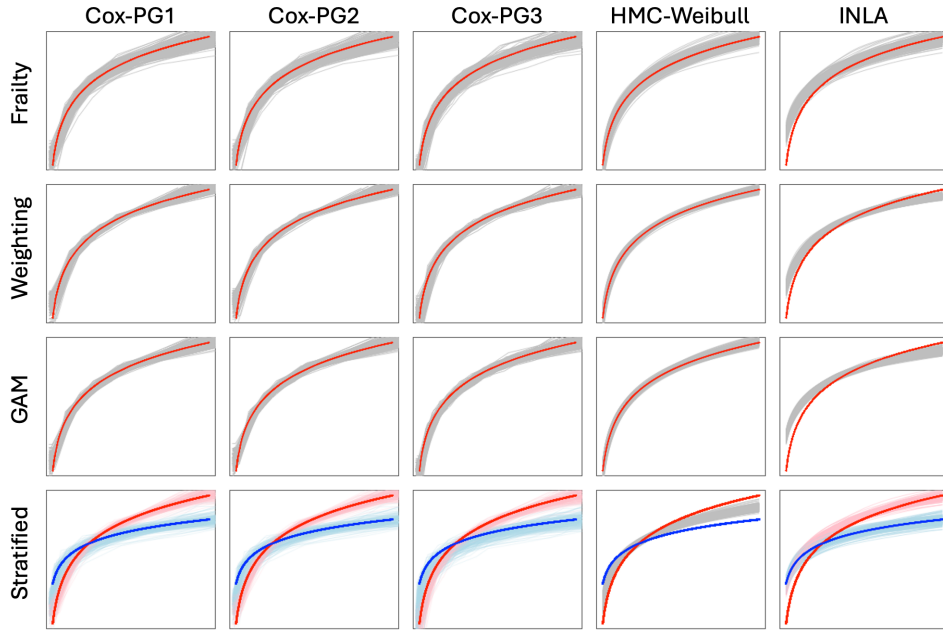 Cox-PG1 Cox-PG2 Cox-PG3 HMC-Weibull INLA
Frailty
Weighting
GAM
Stratified